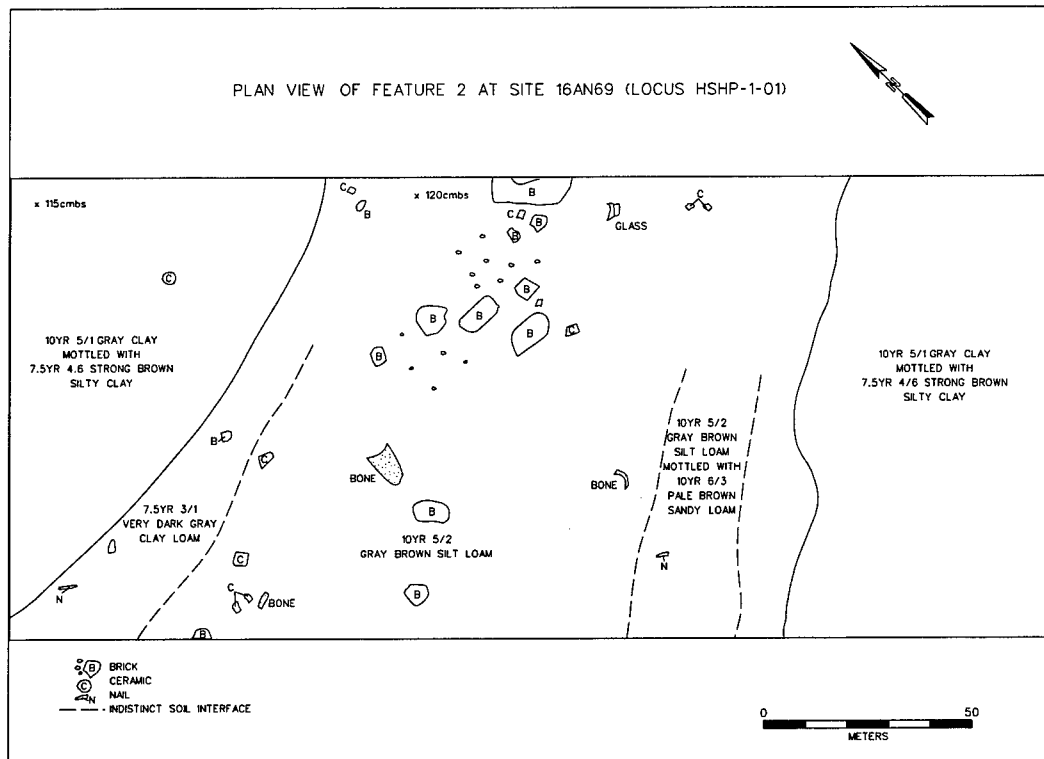 PLAN VIEW OF FEATURE 2 AT SITE 16AN69 (LOCUS HSHP-1-01)
N
x 115cmbs
C
B
x 120cmbs
B
C
B
B
GLASS
C
C
B
B
B
B
C
B
10YR 5/1 GRAY CLAY
MOTTLED WITH
7.5YR 4.6 STRONG BROWN
SILTY CLAY
10YR 5/1 GRAY CLAY
MOTTLED WITH
7.5YR 4/6 STRONG BROWN
SILTY CLAY
B
C
BONE
BONE
10YR 5/2
GRAY BROWN
SILT LOAM
MOTTLED WITH
10YR 6/3
PALE BROWN
SANDY LOAM
7.5YR 3/1
VERY DARK GRAY
CLAY LOAM
B
10YR 5/2
GRAY BROWN SILT LOAM
C
N
N
C
BONE
B
B
B BRICK
C CERAMIC
N NAIL
INDISTINCT SOIL INTERFACE
0 50
METERS